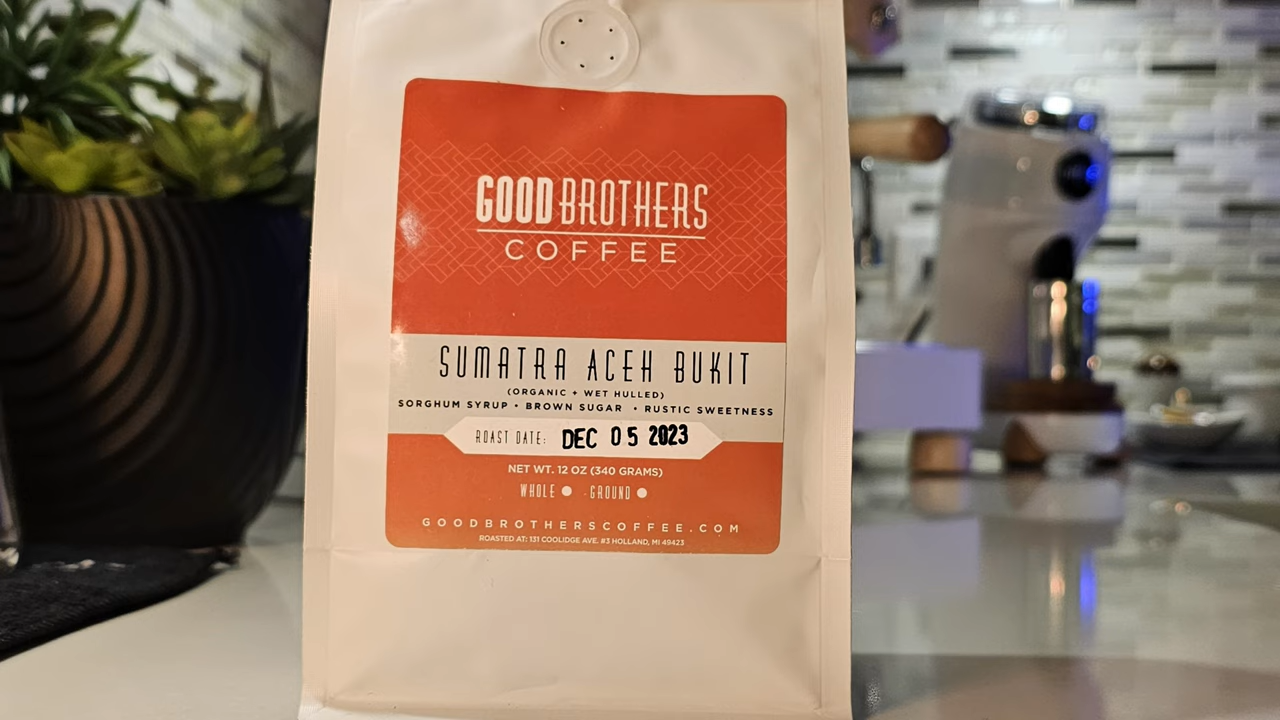 GOOD BROTHERS
COFFEE
SUMATRA ACEH BUKIT
(ORGANIC + WET HULLED)
SORGHUM SYRUP • BROWN SUGAR • RUSTIC SWEETNESS
ROAST DATE: DEC 05 2023
NET WT. 12 OZ (340 GRAMS)
WHOLE ● GROUND ●
GOODBROTHERSCOFFEE.COM
ROASTED AT: 131 COOLIDGE AVE. #3 HOLLAND, MI 49423